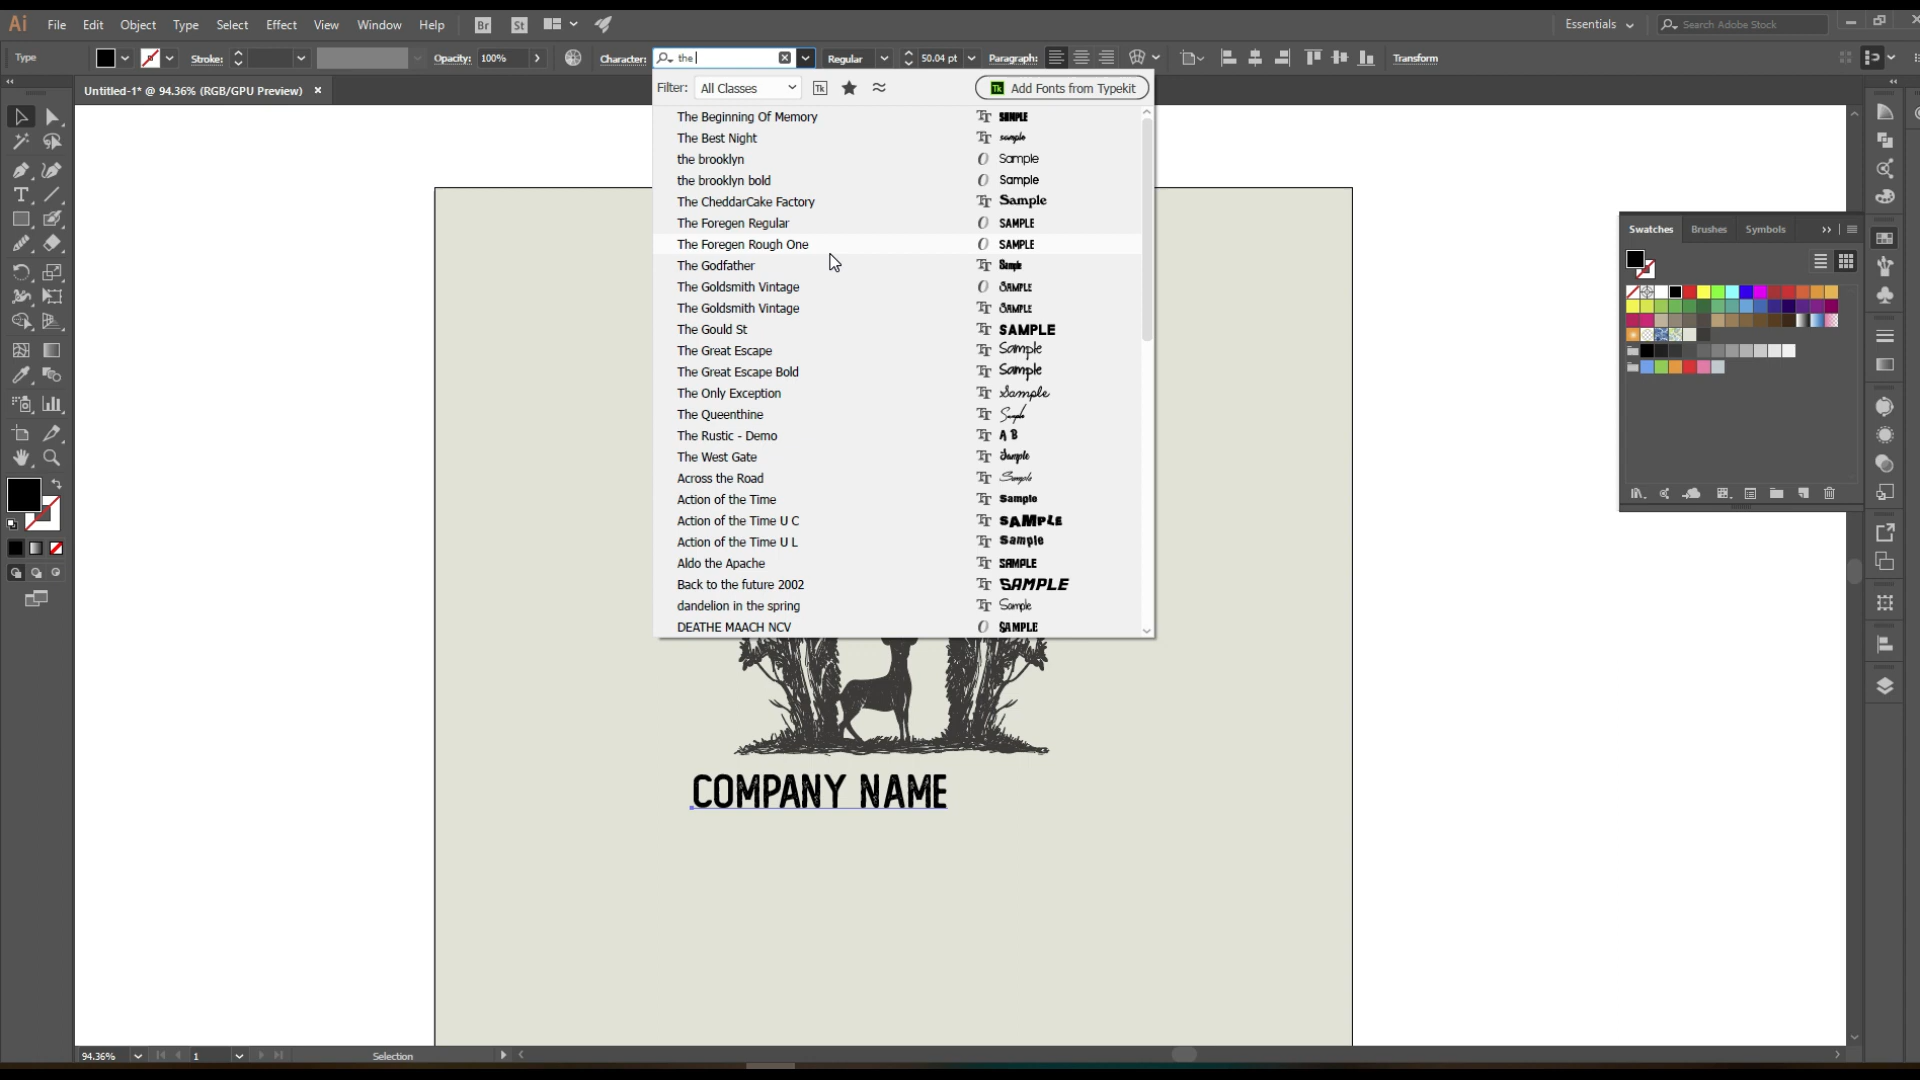 Ai File Edit Object Type Select Effect View Window Help Br St Essentials Search Adobe Stock
Type Stroke: Opacity: 100% Character: the Regular 50.04 pt Paragraph: Transform
Untitled-1* @ 94.36% (RGB/GPU Preview) ×
Filter: All Classes Tk Tk Add Fonts from Typekit
The Beginning Of Memory SAMPLE
The Best Night sample
the brooklyn Sample
the brooklyn bold Sample
The CheddarCake Factory Sample
The Foregen Regular SAMPLE
The Foregen Rough One SAMPLE
The Godfather Sample
The Goldsmith Vintage SAMPLE
The Goldsmith Vintage SAMPLE
The Gould St SAMPLE
The Great Escape Sample
The Great Escape Bold Sample
The Only Exception Sample
The Queenthine Sample
The Rustic - Demo A B
The West Gate Sample
Across the Road Sample
Action of the Time Sample
Action of the Time U C SAMPLE
Action of the Time U L Sample
Aldo the Apache SAMPLE
Back to the future 2002 SAMPLE
dandelion in the spring Sample
DEATHE MAACH NCV SAMPLE
Swatches Brushes Symbols
COMPANY NAME
94.36% 1 Selection